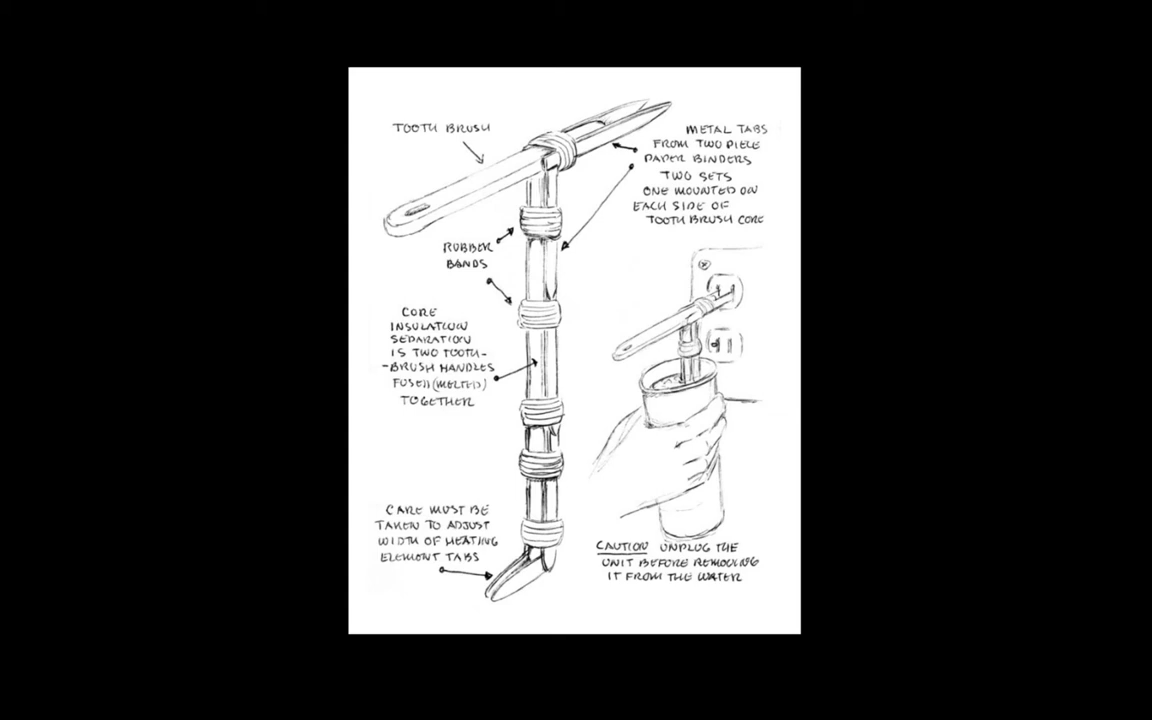 TOOTH BRUSH
METAL TABS
FROM TWO PIECE
PAPER BINDERS
TWO SETS
ONE MOUNTED ON
EACH SIDE OF
TOOTH BRUSH CORE
RUBBER
BANDS
CORE
INSULATION
SEPARATION
IS TWO TOOTH-
-BRUSH HANDLES
FUSED (MELTED)
TOGETHER
CARE MUST BE
TAKEN TO ADJUST
WIDTH OF HEATING
ELEMENT TABS
CAUTION UNPLUG THE
UNIT BEFORE REMOVING
IT FROM THE WATER